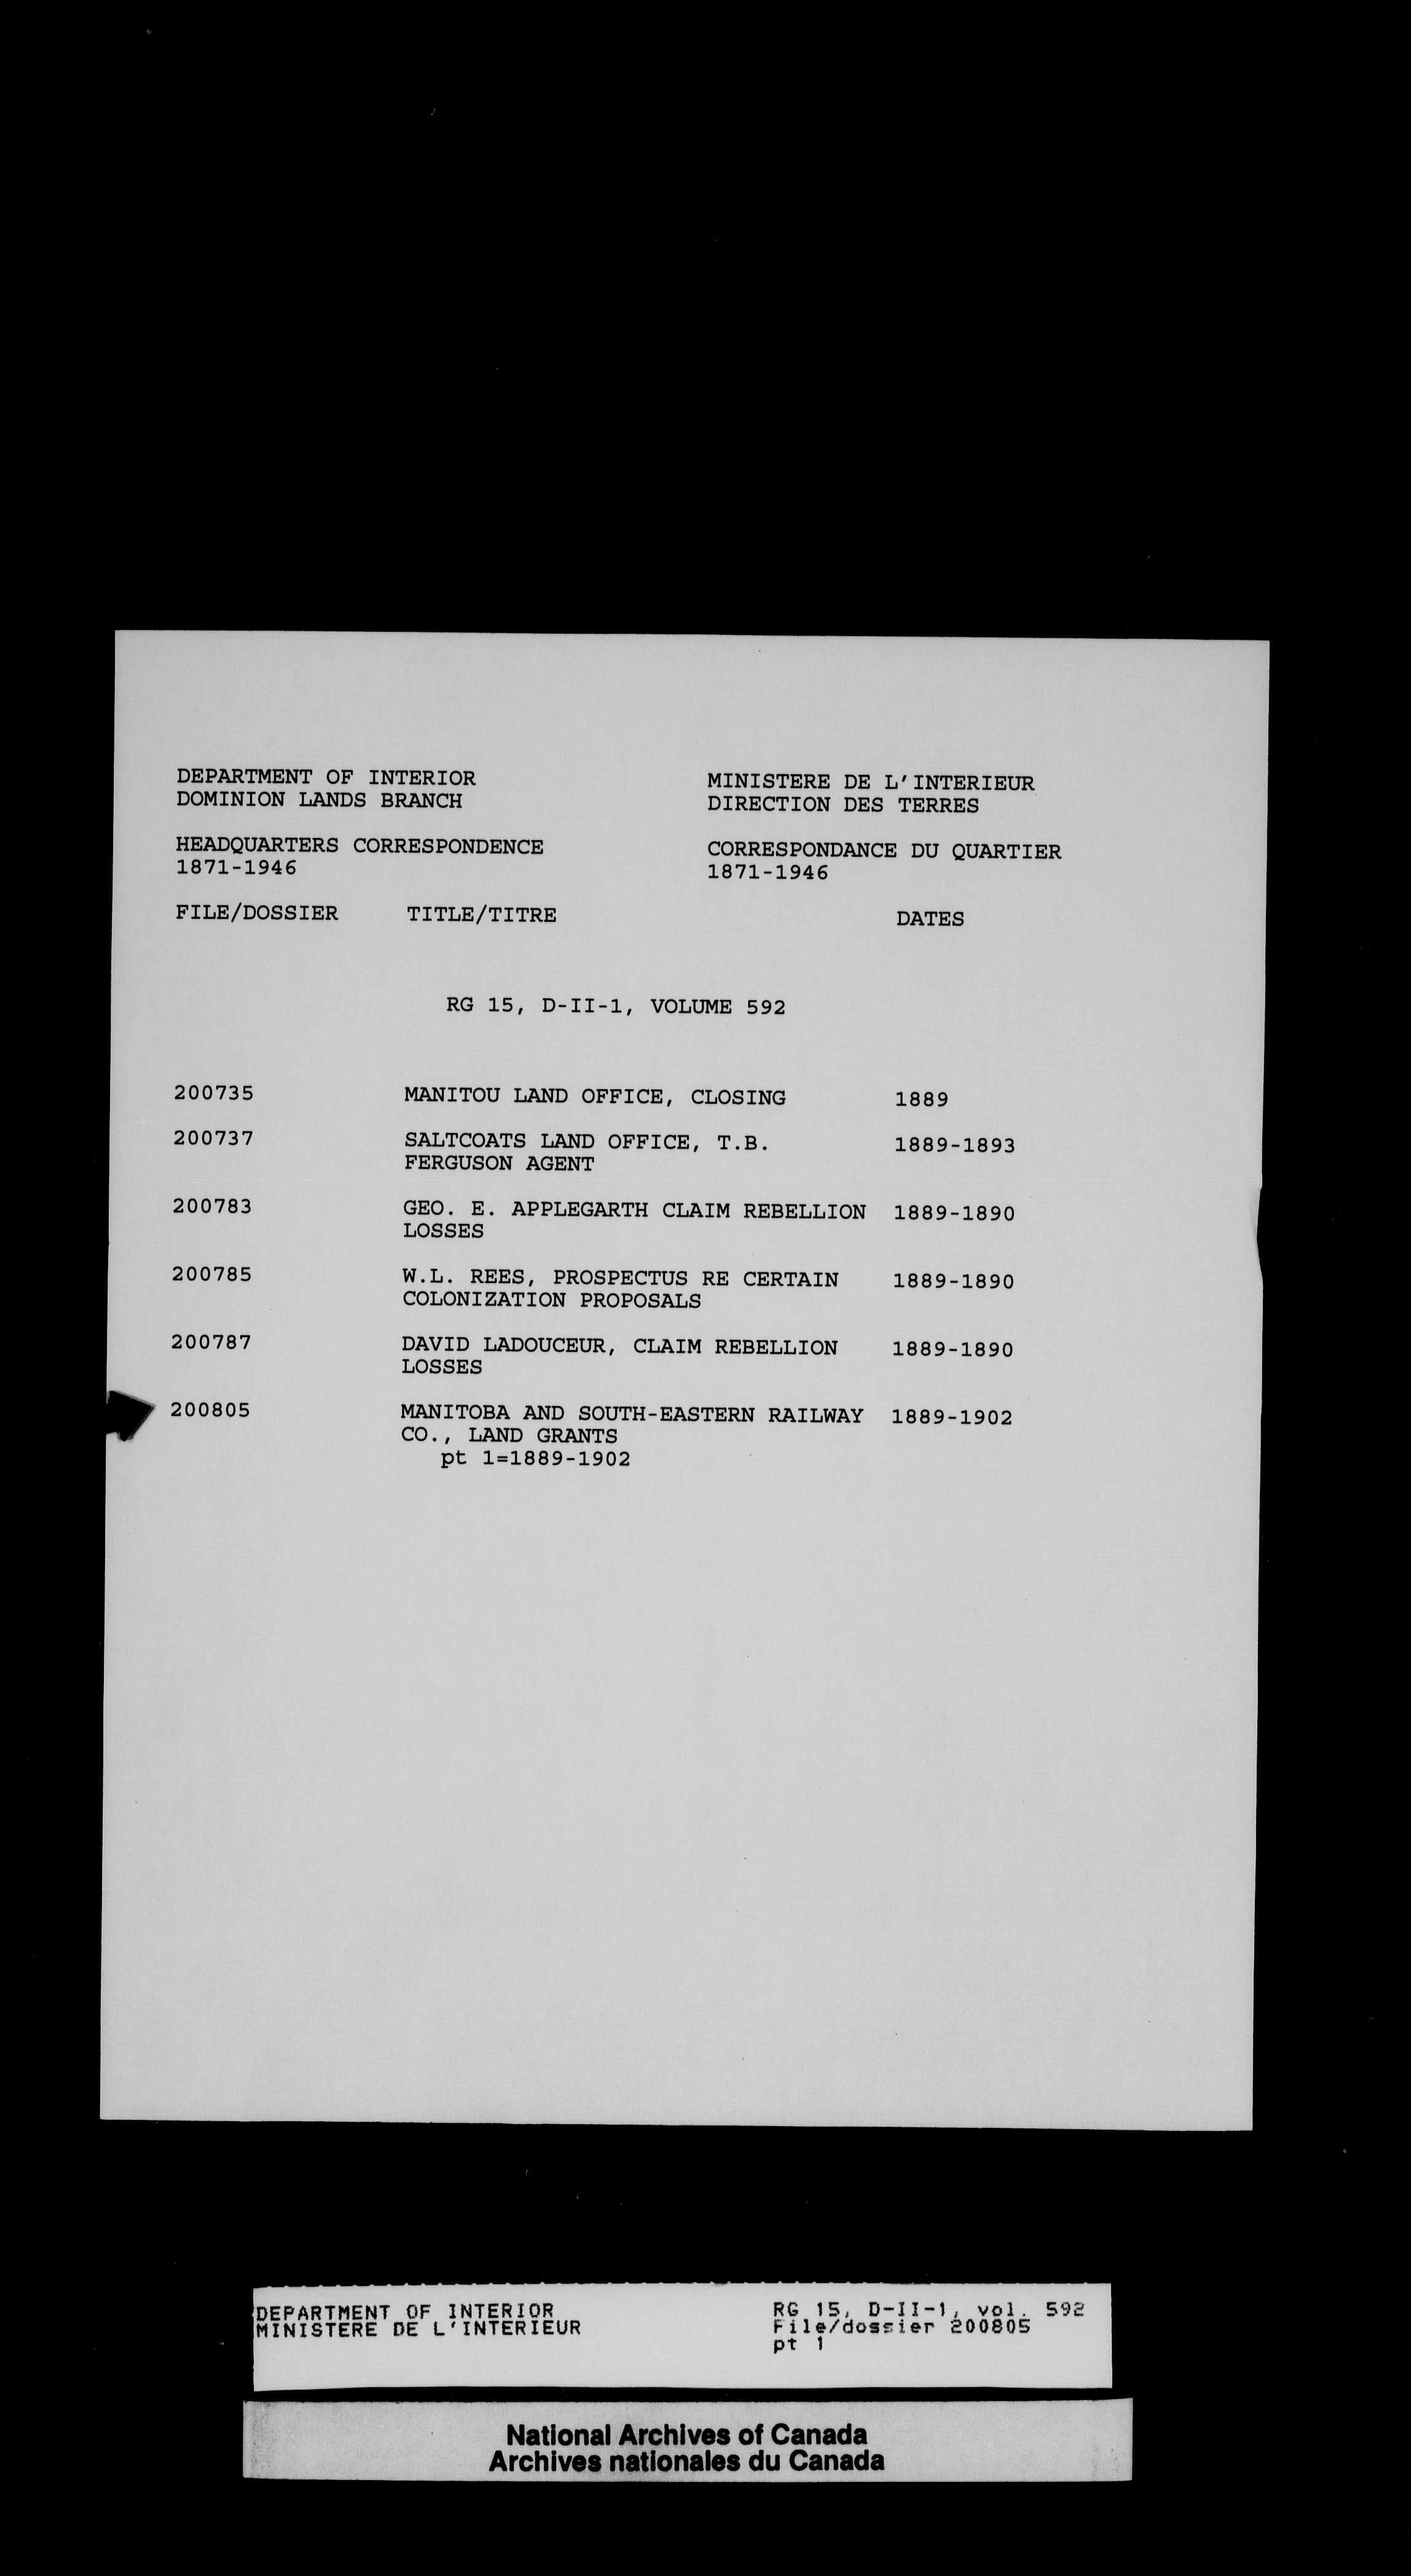 DEPARTMENT OF INTERIOR
DOMINION LANDS BRANCH
MINISTERE DE L'INTERIEUR
DIRECTION DES TERRES
HEADQUARTERS CORRESPONDENCE
1871-1946
CORRESPONDANCE DU QUARTIER
1871-1946
FILE/DOSSIER TITLE/TITRE DATES
RG 15, D-II-1, VOLUME 592
200735 MANITOU LAND OFFICE, CLOSING 1889
200737 SALTCOATS LAND OFFICE, T.B. 1889-1893
FERGUSON AGENT
200783 GEO. E. APPLEGARTH CLAIM REBELLION 1889-1890
LOSSES
200785 W.L. REES, PROSPECTUS RE CERTAIN 1889-1890
COLONIZATION PROPOSALS
200787 DAVID LADOUCEUR, CLAIM REBELLION 1889-1890
LOSSES
200805 MANITOBA AND SOUTH-EASTERN RAILWAY 1889-1902
CO., LAND GRANTS
pt 1=1889-1902
DEPARTMENT OF INTERIOR
MINISTERE DE L'INTERIEUR
RG 15, D-II-1, vol. 592
File/dossier 200805
pt 1
National Archives of Canada
Archives nationales du Canada